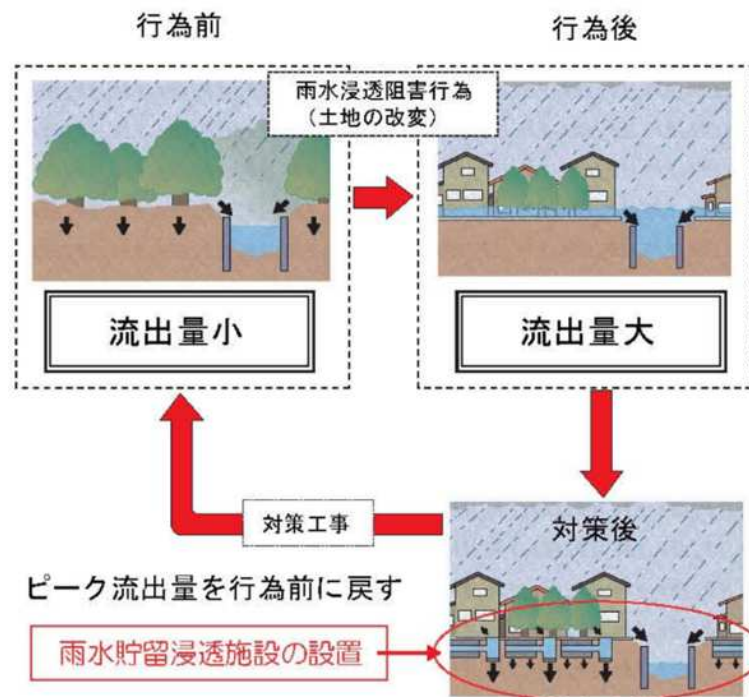 行為前
行為後
雨水浸透阻害行為
（土地の改変）
流出量小
流出量大
対策工事
対策後
ピーク流出量を行為前に戻す
雨水貯留浸透施設の設置